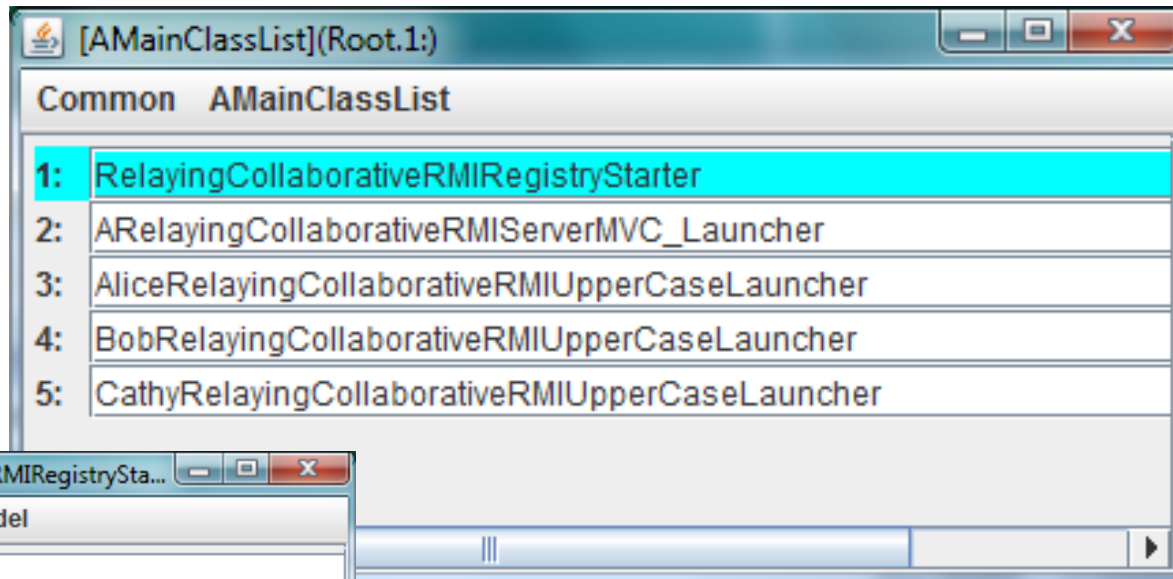 [AMainClassList](Root.1:)
Common AMainClassList
1: RelayingCollaborativeRMIRegistryStarter
2: ARelayingCollaborativeRMIServerMVC_Launcher
3: AliceRelayingCollaborativeRMIUpperCaseLauncher
4: BobRelayingCollaborativeRMIUpperCaseLauncher
5: CathyRelayingCollaborativeRMIUpperCaseLauncher
RMIRegistrySta...
del